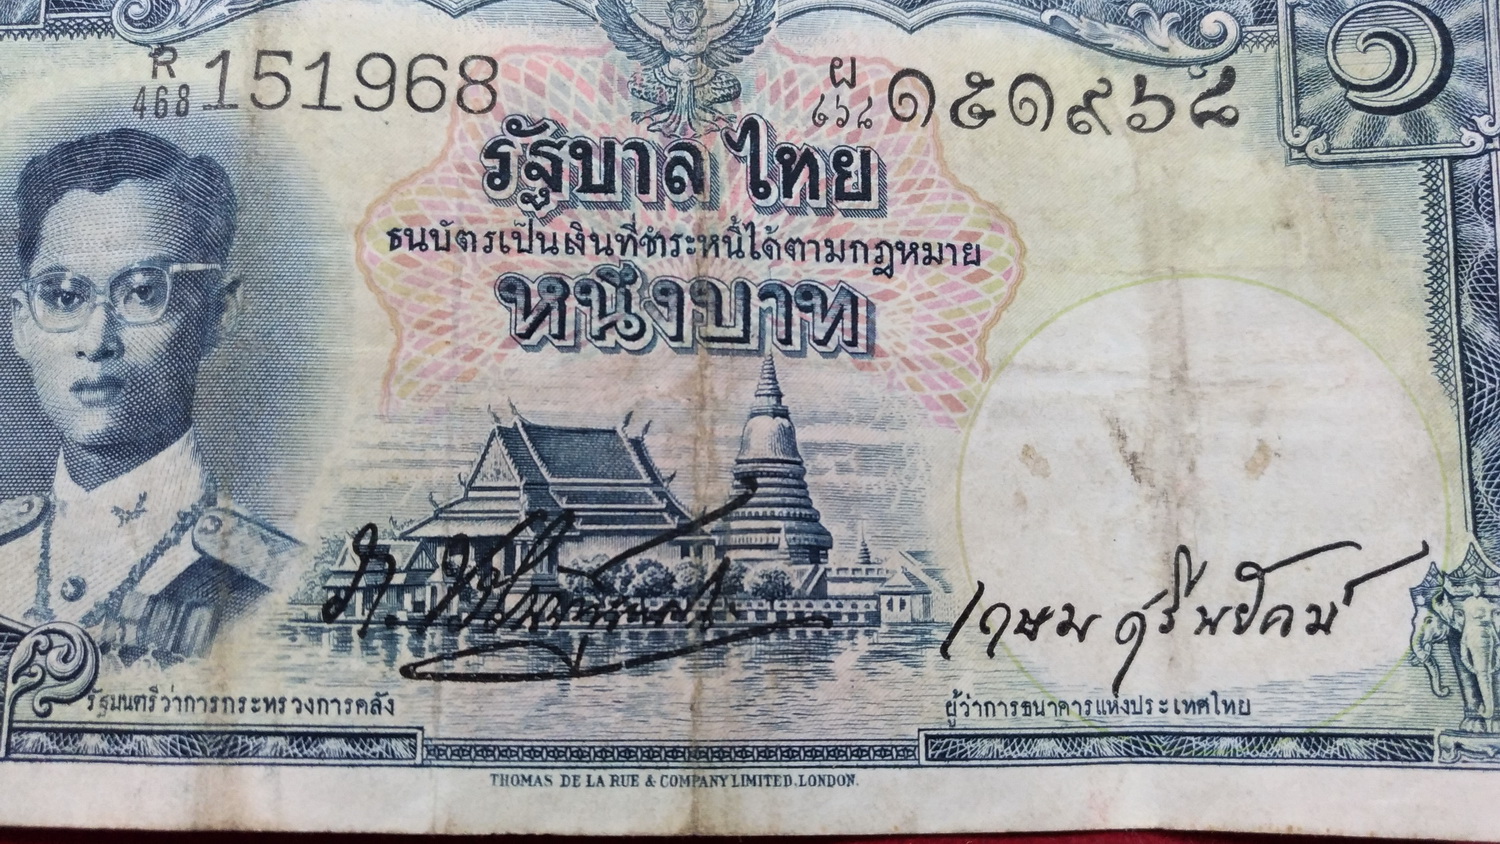 R
468 151968
ผ
๔๖๘ ๑๕๑๙๖๘
๑
รัฐบาล ไทย
ธนบัตรเป็นเงินที่ชำระหนี้ได้ตามกฎหมาย
หนึ่งบาท
เกษม ศรีพยัคฆ์
รัฐมนตรีว่าการกระทรวงการคลัง
ผู้ว่าการธนาคารแห่งประเทศไทย
THOMAS DE LA RUE & COMPANY LIMITED, LONDON.